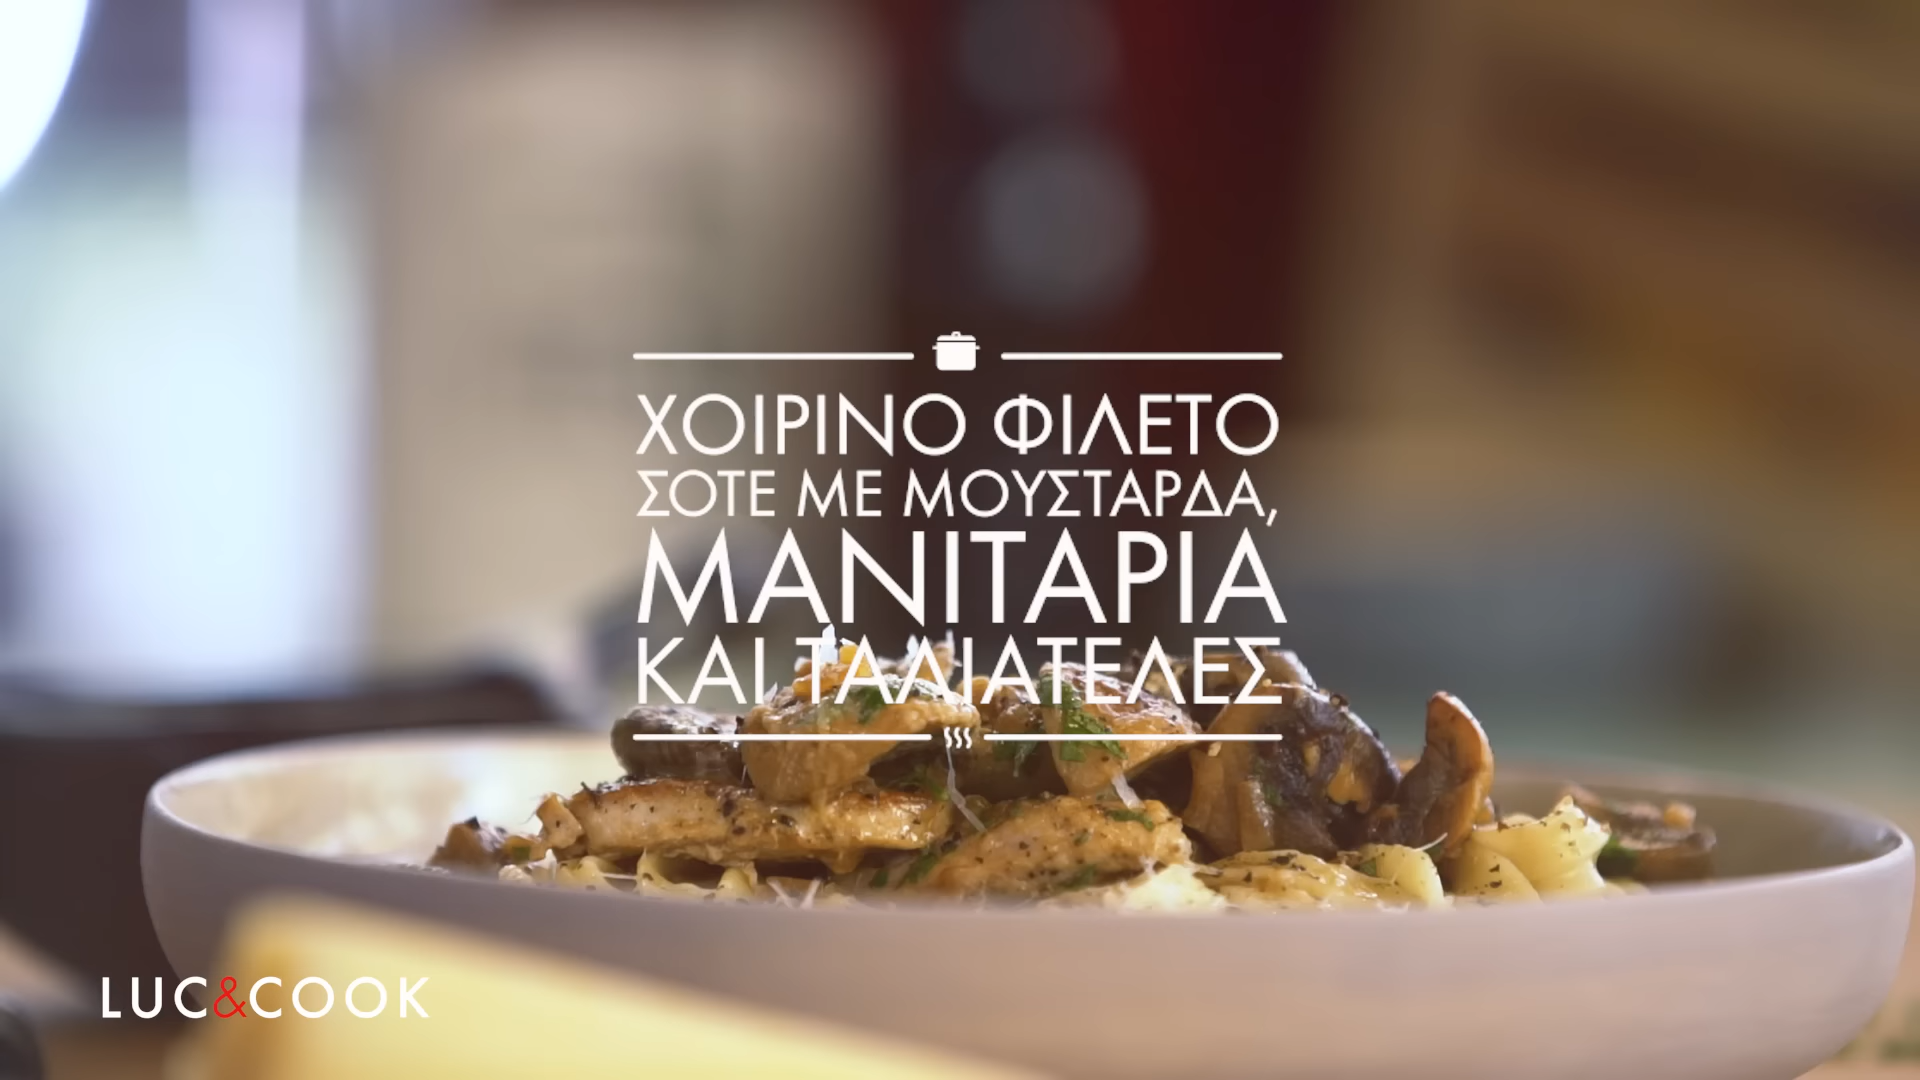 ΧΟΙΡΙΝΟ ΦΙΛΕΤΟ
ΣΟΤΕ ΜΕ ΜΟΥΣΤΑΡΔΑ,
ΜΑΝΙΤΑΡΙΑ
ΚΑΙ ΤΑΛΙΑΤΕΛΕΣ
LUC&COOK